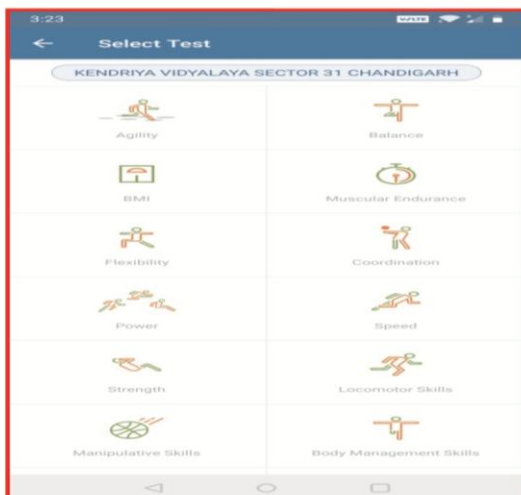 3:23
VoLTE
Select Test
KENDRIYA VIDYALAYA SECTOR 31 CHANDIGARH
Agility
Balance
BMI
Muscular Endurance
Flexibility
Coordination
Power
Speed
Strength
Locomotor Skills
Manipulative Skills
Body Management Skills